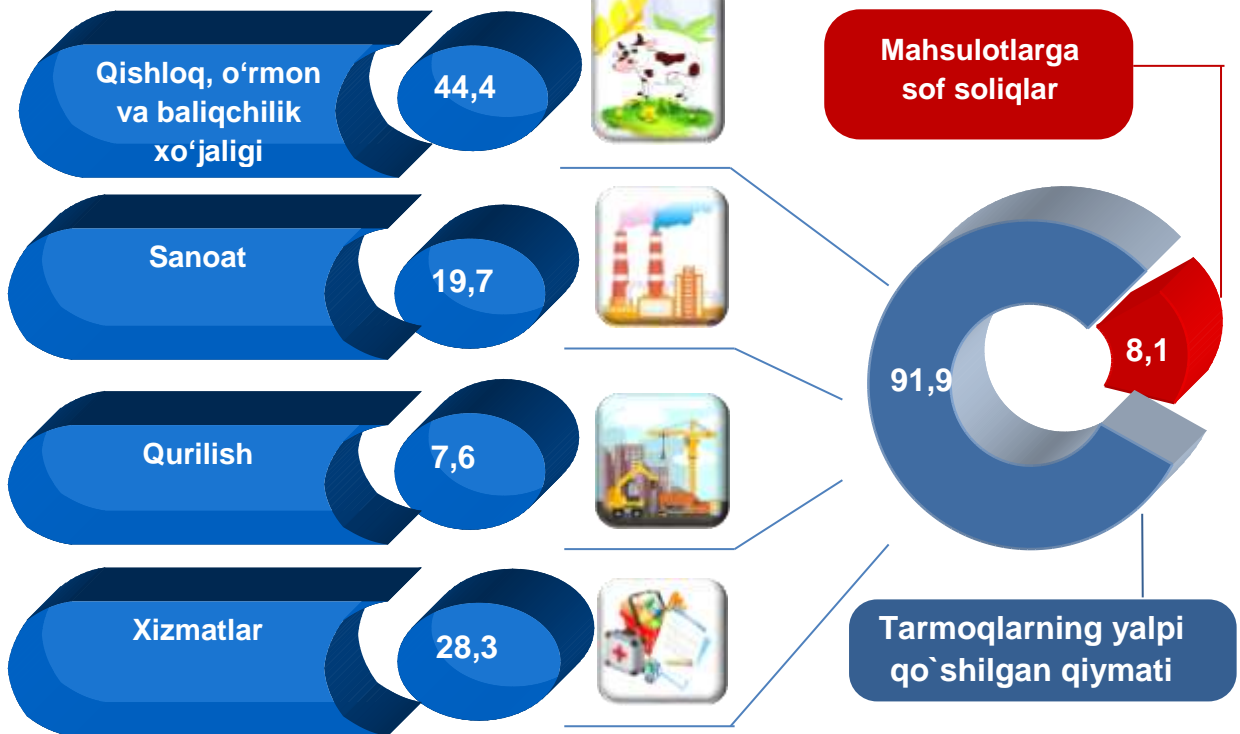 Qishloq, o‘rmon
va baliqchilik
xo‘jaligi
44,4
Sanoat
19,7
Qurilish
7,6
Xizmatlar
28,3
Mahsulotlarga
sof soliqlar
8,1
91,9
Tarmoqlarning yalpi
qo`shilgan qiymati